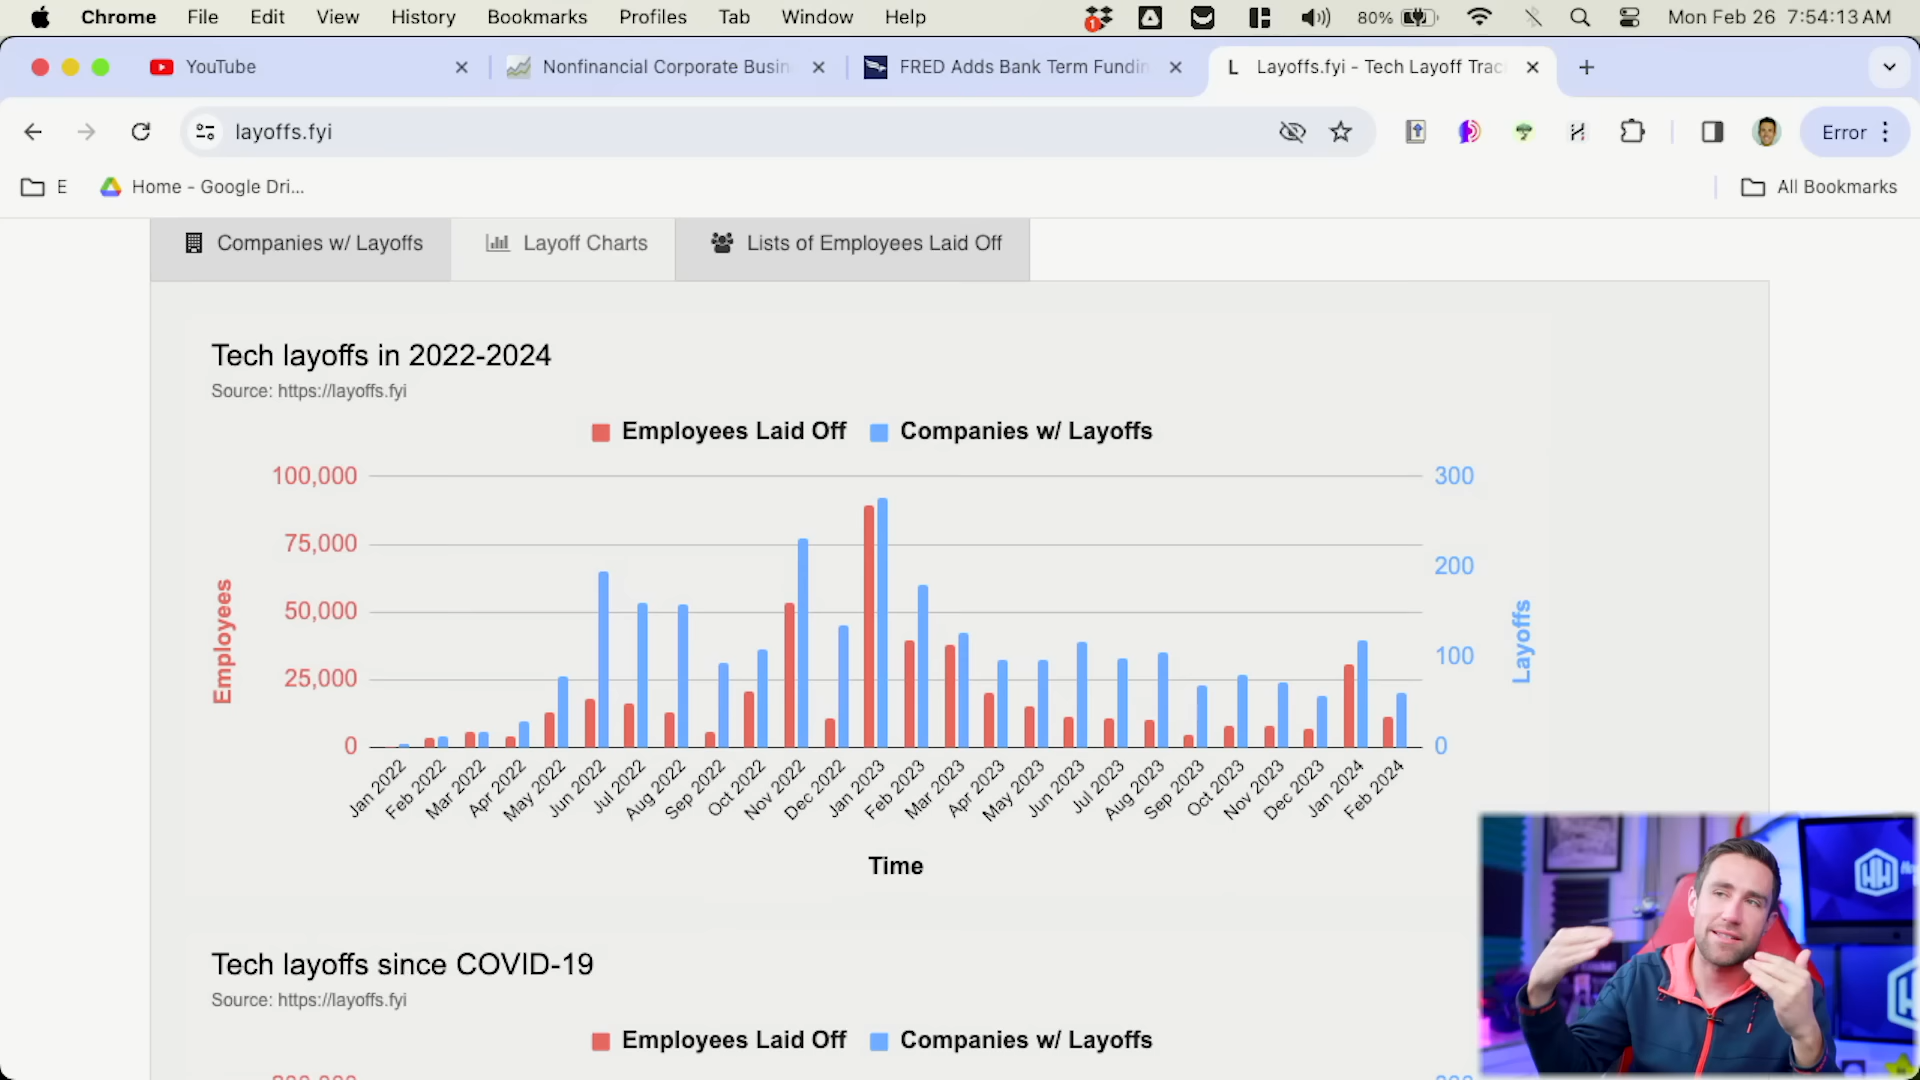 Chrome File Edit View History Bookmarks Profiles Tab Window Help 1 80% Mon Feb 26 7:54:13 AM
YouTube Nonfinancial Corporate Busin FRED Adds Bank Term Fundin L Layoffs.fyi - Tech Layoff Trac
layoffs.fyi Error
E Home - Google Dri... All Bookmarks
Companies w/ Layoffs Layoff Charts Lists of Employees Laid Off
Tech layoffs in 2022-2024
Source: https://layoffs.fyi
Employees Laid Off Companies w/ Layoffs
100,000 300
75,000
200
50,000
100
25,000
0 0
Employees
Layoffs
Jan 2022 Feb 2022 Mar 2022 Apr 2022 May 2022 Jun 2022 Jul 2022 Aug 2022 Sep 2022 Oct 2022 Nov 2022 Dec 2022 Jan 2023 Feb 2023 Mar 2023 Apr 2023 May 2023 Jun 2023 Jul 2023 Aug 2023 Sep 2023 Oct 2023 Nov 2023 Dec 2023 Jan 2024 Feb 2024
Time
Tech layoffs since COVID-19
Source: https://layoffs.fyi
Employees Laid Off Companies w/ Layoffs